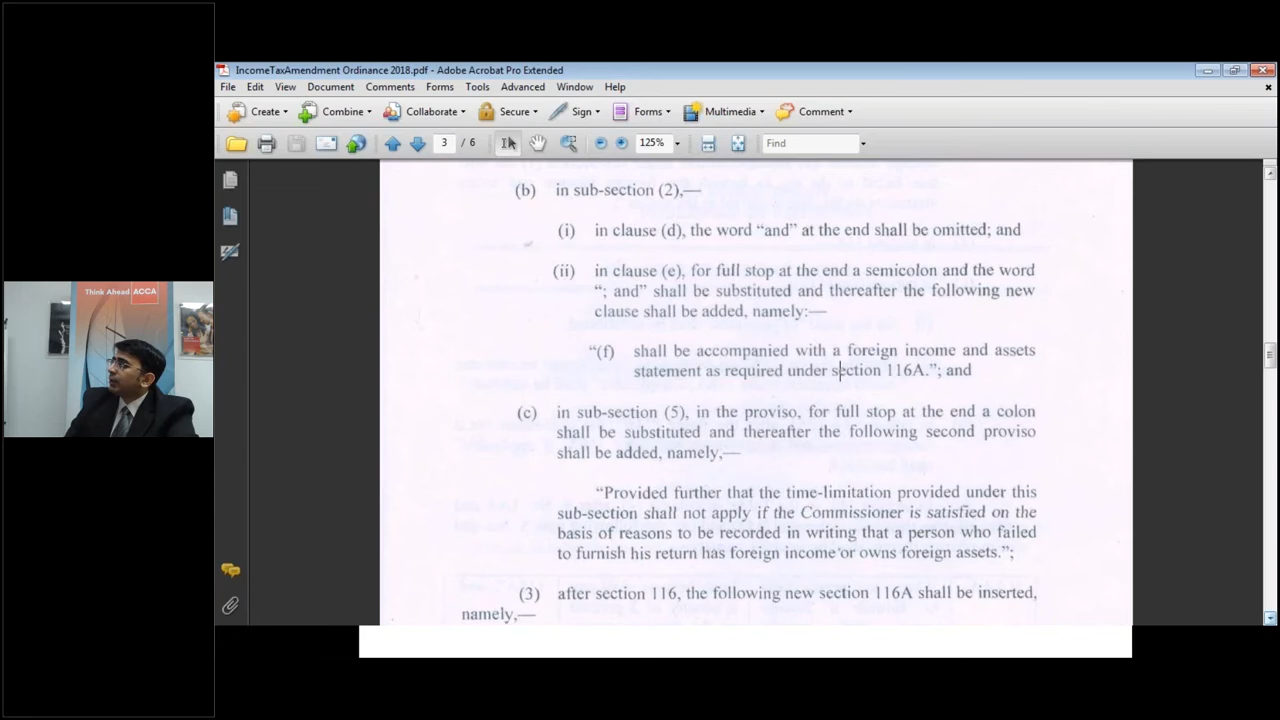 IncomeTaxAmendment Ordinance 2018.pdf - Adobe Acrobat Pro Extended
File Edit View Document Comments Forms Tools Advanced Window Help
Create Combine Collaborate Secure Sign Forms Multimedia Comment
3 / 6 125% Find
(b) in sub-section (2),—
(i) in clause (d), the word “and” at the end shall be omitted; and
(ii) in clause (e), for full stop at the end a semicolon and the word
“; and” shall be substituted and thereafter the following new
clause shall be added, namely:—
“(f) shall be accompanied with a foreign income and assets
statement as required under section 116A.”; and
(c) in sub-section (5), in the proviso, for full stop at the end a colon
shall be substituted and thereafter the following second proviso
shall be added, namely,—
“Provided further that the time-limitation provided under this
sub-section shall not apply if the Commissioner is satisfied on the
basis of reasons to be recorded in writing that a person who failed
to furnish his return has foreign income or owns foreign assets.”;
(3) after section 116, the following new section 116A shall be inserted,
namely,—
Think Ahead ACCA